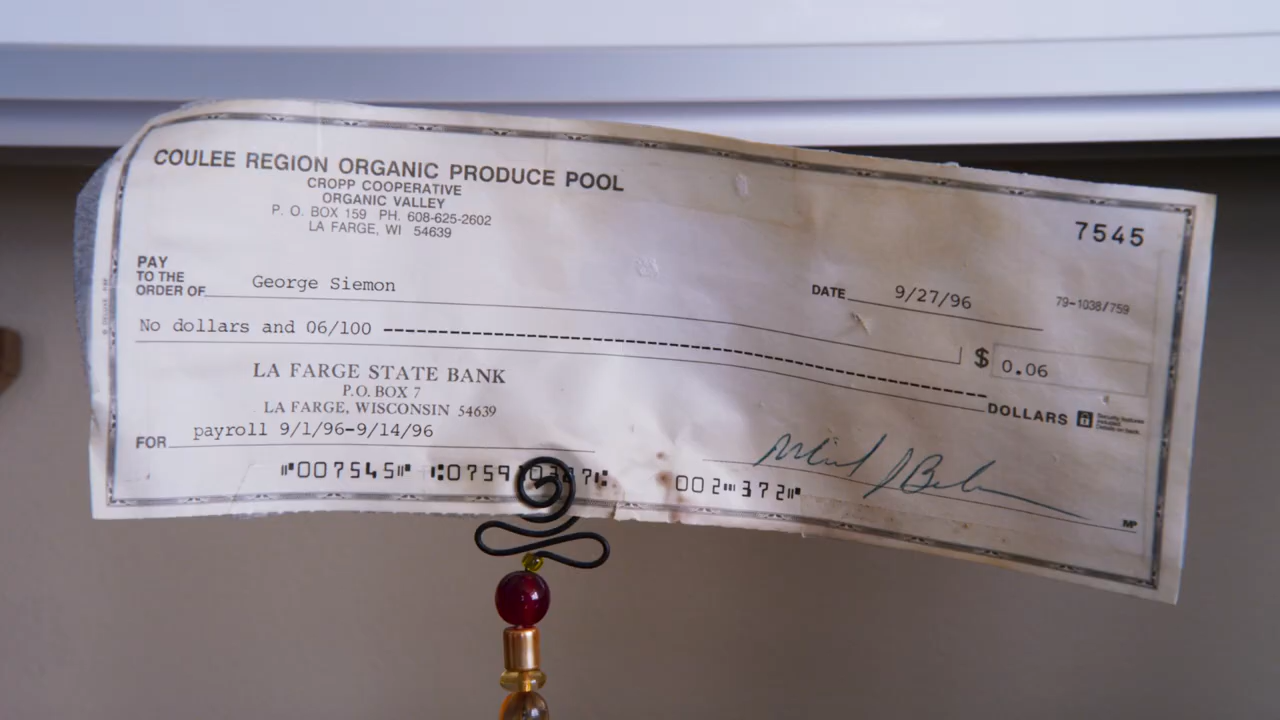 COULEE REGION ORGANIC PRODUCE POOL
CROPP COOPERATIVE
ORGANIC VALLEY
P. O. BOX 159 PH. 608-625-2602
LA FARGE, WI 54639
7545
PAY
TO THE
ORDER OF George Siemon
DATE 9/27/96
79-1038/759
No dollars and 06/100
$ 0.06
DOLLARS
LA FARGE STATE BANK
P.O. BOX 7
LA FARGE, WISCONSIN 54639
FOR payroll 9/1/96-9/14/96
⑈007545⑈ 002⑉372⑈
MP